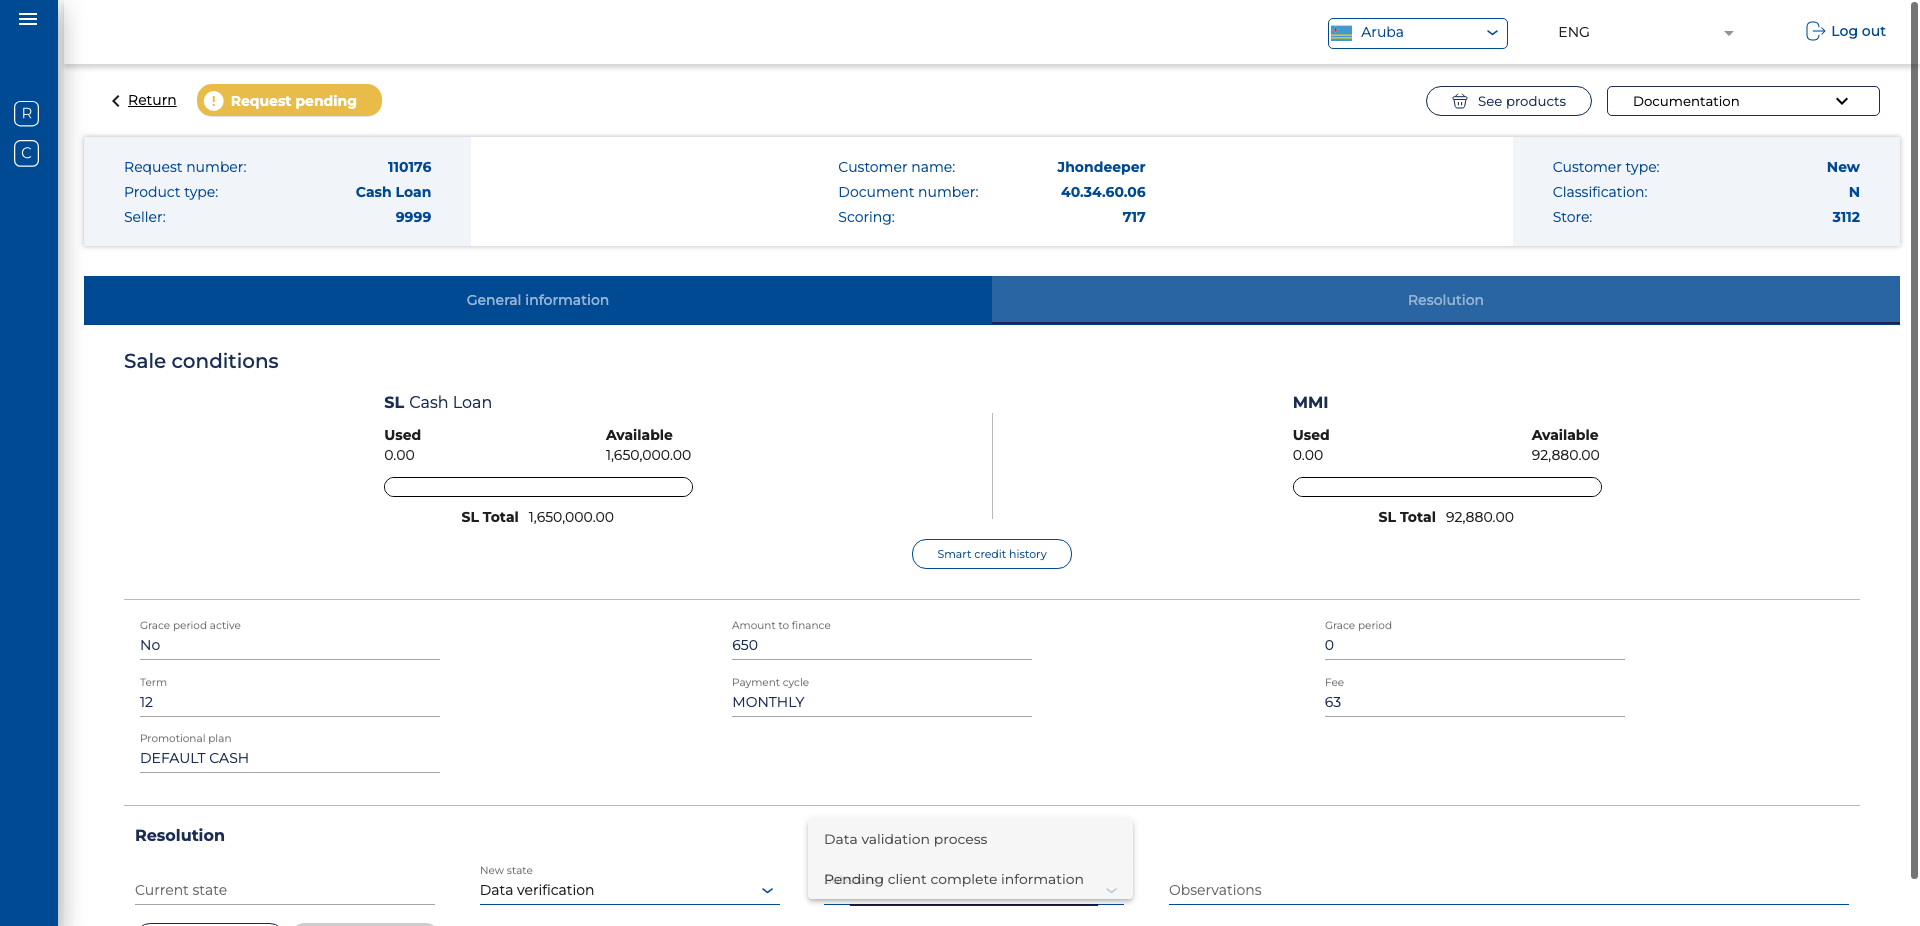 Aruba
ENG
Log out
R
C
Return
Request pending
See products
Documentation
Request number: 110176
Product type: Cash Loan
Seller: 9999
Customer name: Jhondeeper
Document number: 40.34.60.06
Scoring: 717
Customer type: New
Classification: N
Store: 3112
General information
Resolution
Sale conditions
SL Cash Loan
Used Available
0.00 1,650,000.00
SL Total 1,650,000.00
MMI
Used Available
0.00 92,880.00
SL Total 92,880.00
Smart credit history
Grace period active
No
Amount to finance
650
Grace period
0
Term
12
Payment cycle
MONTHLY
Fee
63
Promotional plan
DEFAULT CASH
Resolution
Current state
New state
Data verification
Data validation process
Pending client complete information
Observations